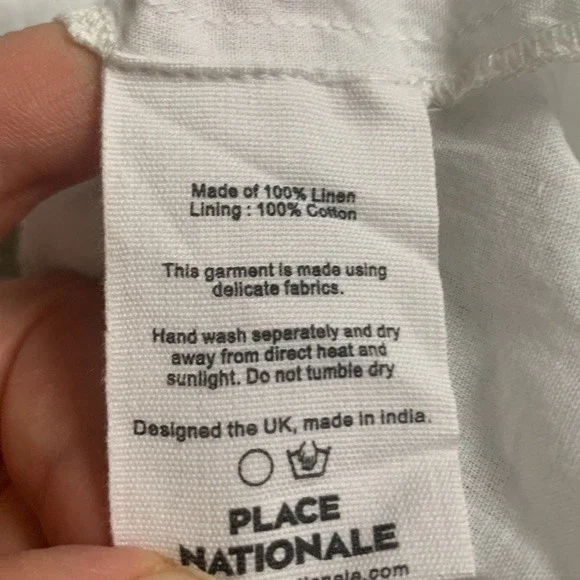 Made of 100% Linen
Lining : 100% Cotton
This garment is made using
delicate fabrics.
Hand wash separately and dry
away from direct heat and
sunlight. Do not tumble dry
Designed the UK, made in India.
PLACE
NATIONALE